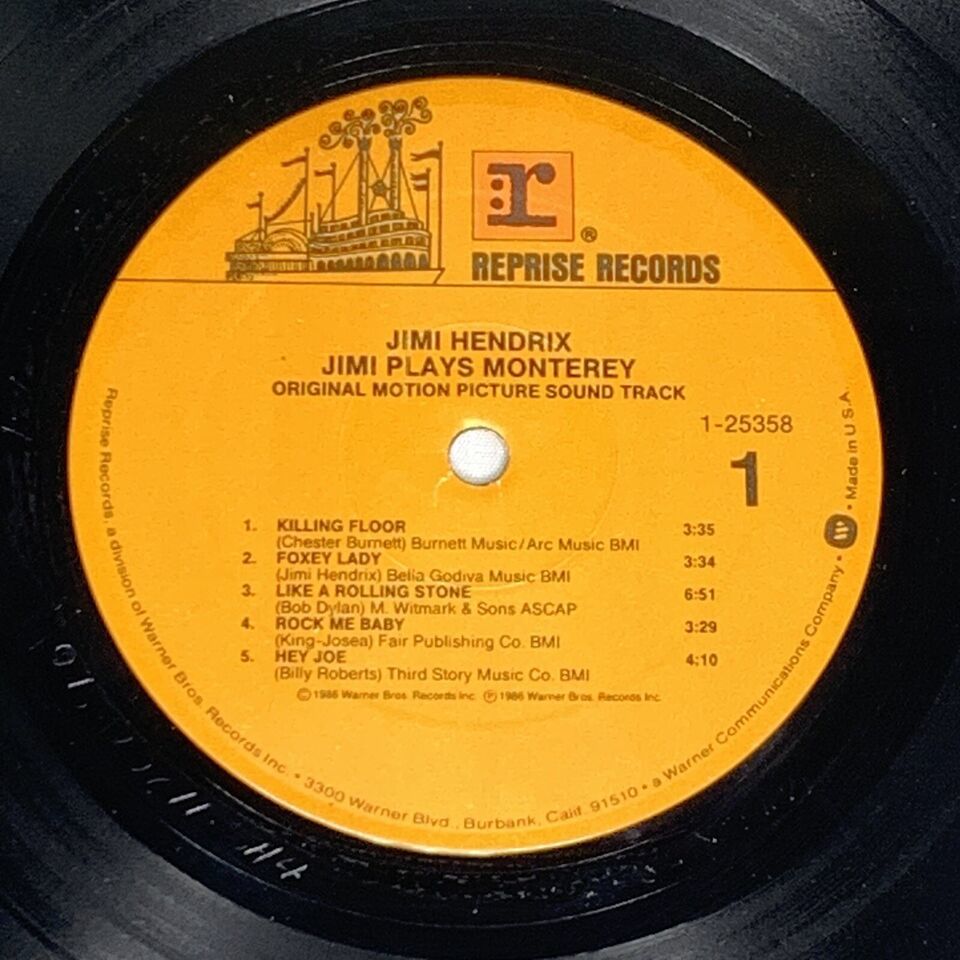 r
®
REPRISE RECORDS
JIMI HENDRIX
JIMI PLAYS MONTEREY
ORIGINAL MOTION PICTURE SOUND TRACK
1-25358
1
1. KILLING FLOOR 3:35
(Chester Burnett) Burnett Music/Arc Music BMI
2. FOXEY LADY 3:34
(Jimi Hendrix) Bella Godiva Music BMI
3. LIKE A ROLLING STONE 6:51
(Bob Dylan) M. Witmark & Sons ASCAP
4. ROCK ME BABY 3:29
(King-Josea) Fair Publishing Co. BMI
5. HEY JOE 4:10
(Billy Roberts) Third Story Music Co. BMI
© 1986 Warner Bros. Records Inc. ℗ 1986 Warner Bros. Records Inc.
Reprise Records, a division of Warner Bros. Records Inc. • 3300 Warner Blvd., Burbank, Calif. 91510 • a Warner Communications Company • W • Made in U.S.A.